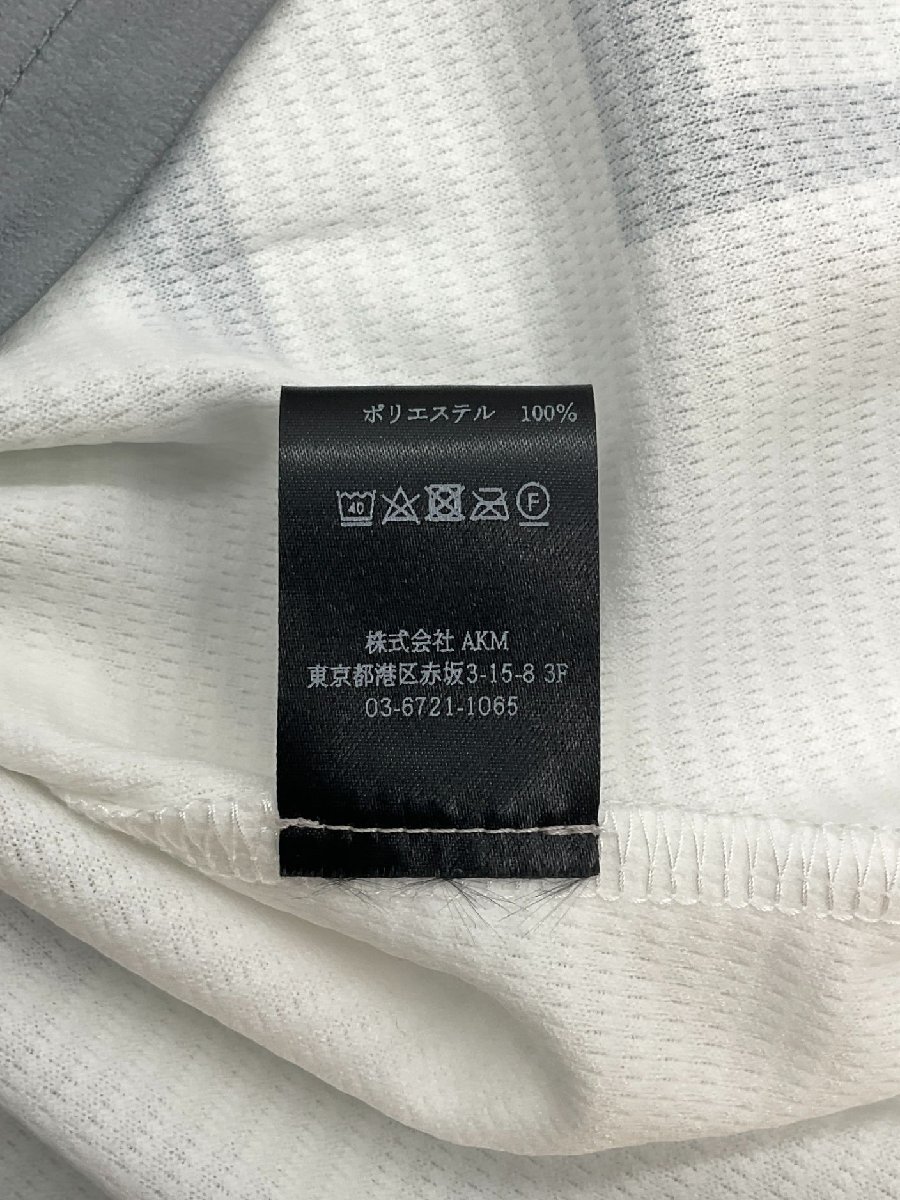 ポリエステル 100%
40 F
株式会社 AKM
東京都港区赤坂3-15-8 3F
03-6721-1065